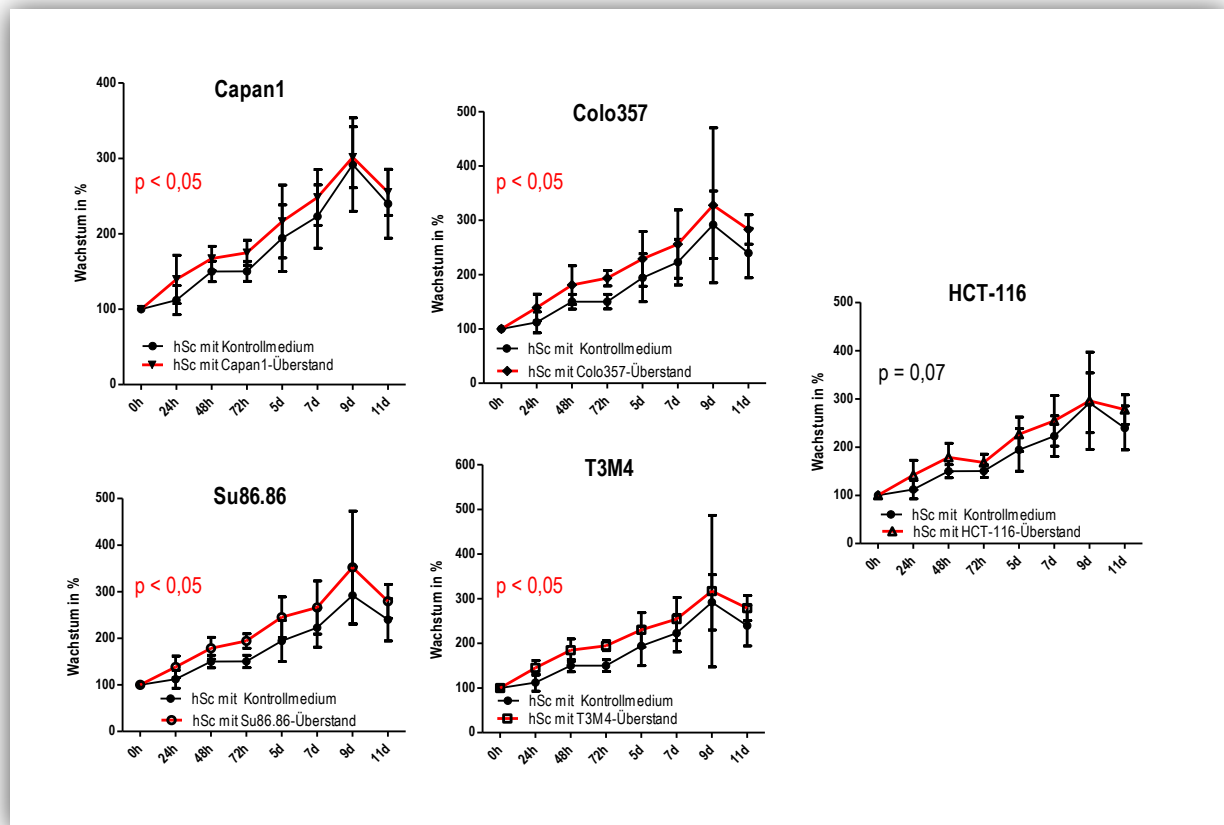 Capan1
Wachstum in %
400
300
200
100
0
p < 0,05
hSc mit Kontrollmedium
hSc mit Capan1-Überstand
0h 24h 48h 72h 5d 7d 9d 11d
Colo357
Wachstum in %
500
400
300
200
100
0
p < 0,05
hSc mit Kontrollmedium
hSc mit Colo357-Überstand
0h 24h 48h 72h 5d 7d 9d 11d
HCT-116
Wachstum in %
500
400
300
200
100
0
p = 0,07
hSc mit Kontrollmedium
hSc mit HCT-116-Überstand
0h 24h 48h 72h 5d 7d 9d 11d
Su86.86
Wachstum in %
500
400
300
200
100
0
p < 0,05
hSc mit Kontrollmedium
hSc mit Su86.86-Überstand
0h 24h 48h 72h 5d 7d 9d 11d
T3M4
Wachstum in %
600
500
400
300
200
100
0
p < 0,05
hSc mit Kontrollmedium
hSc mit T3M4-Überstand
0h 24h 48h 72h 5d 7d 9d 11d